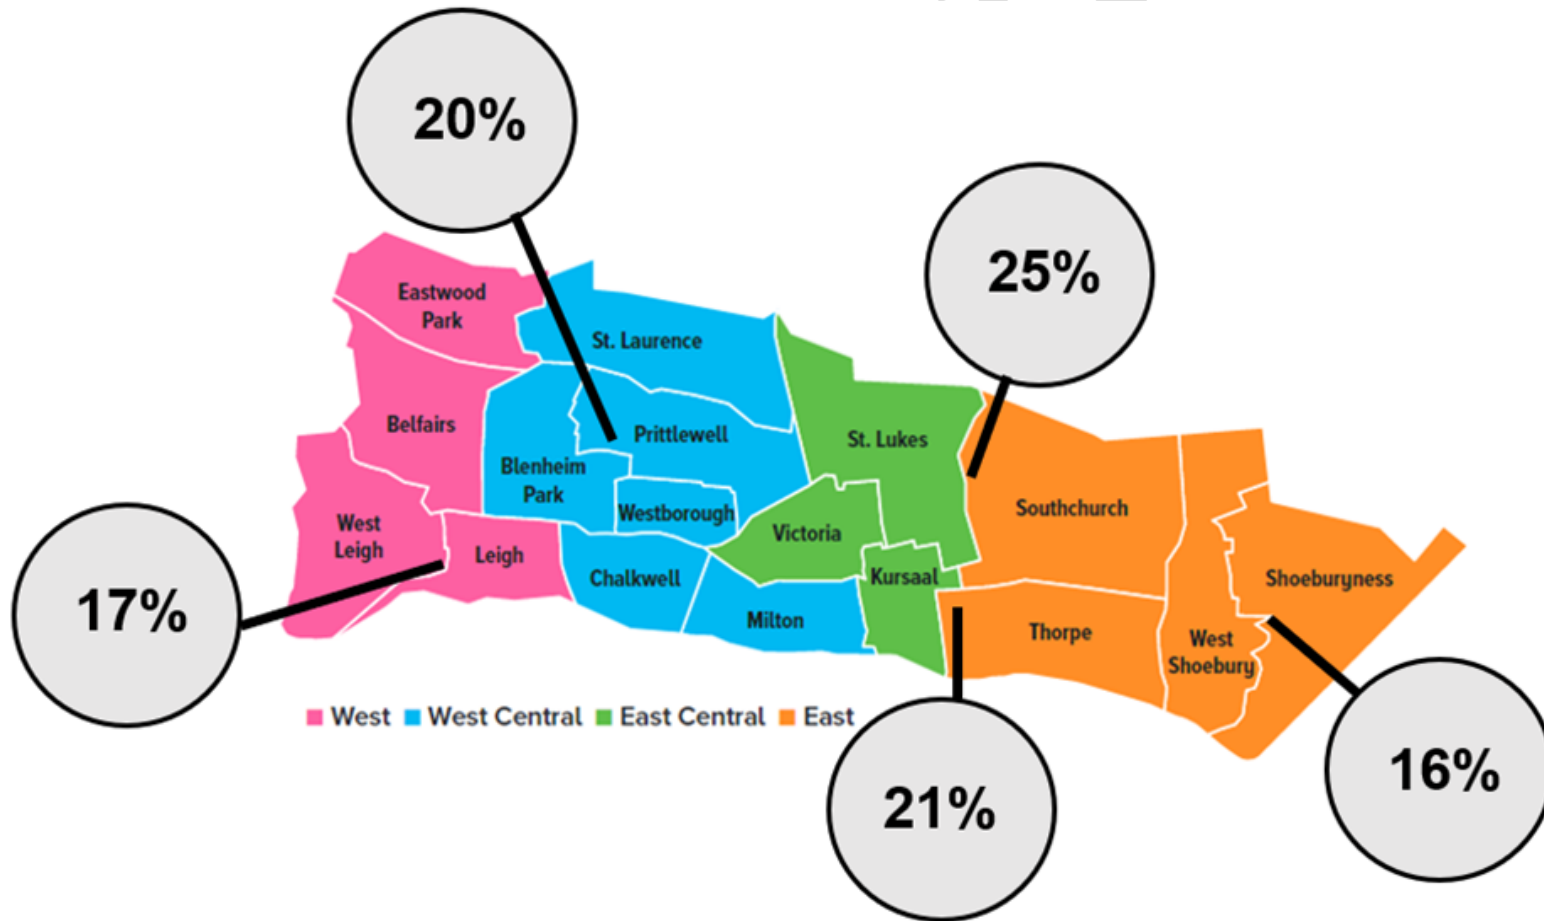 20%
25%
Eastwood
Park
St. Laurence
Belfairs
Prittlewell
St. Lukes
Blenheim
Park
Southchurch
West
Leigh
Westborough
Victoria
Leigh
Chalkwell
Kursaal
Shoeburyness
17%
Milton
Thorpe
West
Shoebury
West West Central East Central East
21%
16%